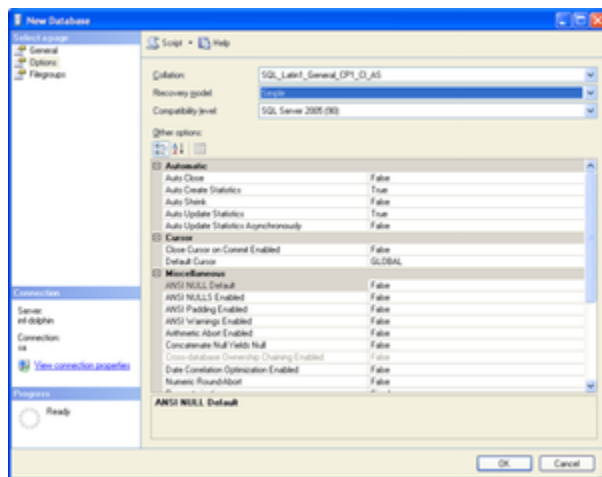 New Database
Select a page
General
Options
Filegroups
Script
Help
Collation:
SQL_Latin1_General_CP1_CI_AS
Recovery model:
Simple
Compatibility level:
SQL Server 2005 (90)
Other options:
Automatic
Auto Close False
Auto Create Statistics True
Auto Shrink False
Auto Update Statistics True
Auto Update Statistics Asynchronously False
Cursor
Close Cursor on Commit Enabled False
Default Cursor GLOBAL
Miscellaneous
ANSI NULL Default False
ANSI NULLS Enabled False
ANSI Padding Enabled False
ANSI Warnings Enabled False
Arithmetic Abort Enabled False
Concatenate Null Yields Null False
Cross-database Ownership Chaining Enabled False
Date Correlation Optimization Enabled False
Numeric Round-Abort False
ANSI NULL Default
Connection
Server:
Connection:
sa
View connection properties
Progress
Ready
OK
Cancel